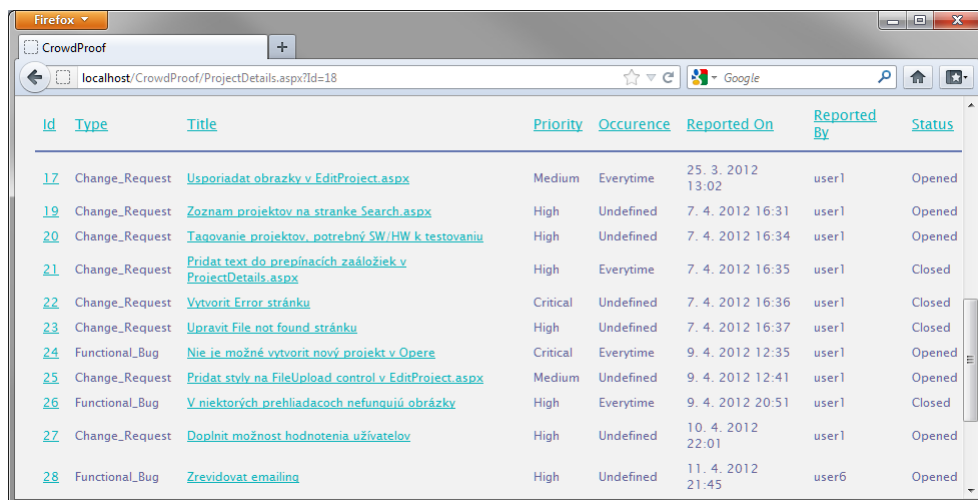 Firefox
CrowdProof
localhost/CrowdProof/ProjectDetails.aspx?Id=18
Google
Id Type Title Priority Occurence Reported On Reported By Status
17 Change_Request Usporiadat obrazky v EditProject.aspx Medium Everytime 25. 3. 2012 13:02 user1 Opened
19 Change_Request Zoznam projektov na stranke Search.aspx High Undefined 7. 4. 2012 16:31 user1 Opened
20 Change_Request Tagovanie projektov, potrebný SW/HW k testovaniu High Undefined 7. 4. 2012 16:34 user1 Opened
21 Change_Request Pridat text do prepínacích zaáložiek v ProjectDetails.aspx High Everytime 7. 4. 2012 16:35 user1 Closed
22 Change_Request Vytvorit Error stránku Critical Undefined 7. 4. 2012 16:36 user1 Closed
23 Change_Request Upravit File not found stránku High Undefined 7. 4. 2012 16:37 user1 Closed
24 Functional_Bug Nie je možné vytvorit nový projekt v Opere Critical Everytime 9. 4. 2012 12:35 user1 Opened
25 Change_Request Pridat styly na FileUpload control v EditProject.aspx Medium Undefined 9. 4. 2012 12:41 user1 Opened
26 Functional_Bug V niektorých prehliadacoch nefungujú obrázky High Everytime 9. 4. 2012 20:51 user1 Closed
27 Change_Request Doplnit možnost hodnotenia užívatelov High Undefined 10. 4. 2012 22:01 user1 Opened
28 Functional_Bug Zrevidovat emailing High Undefined 11. 4. 2012 21:45 user6 Opened